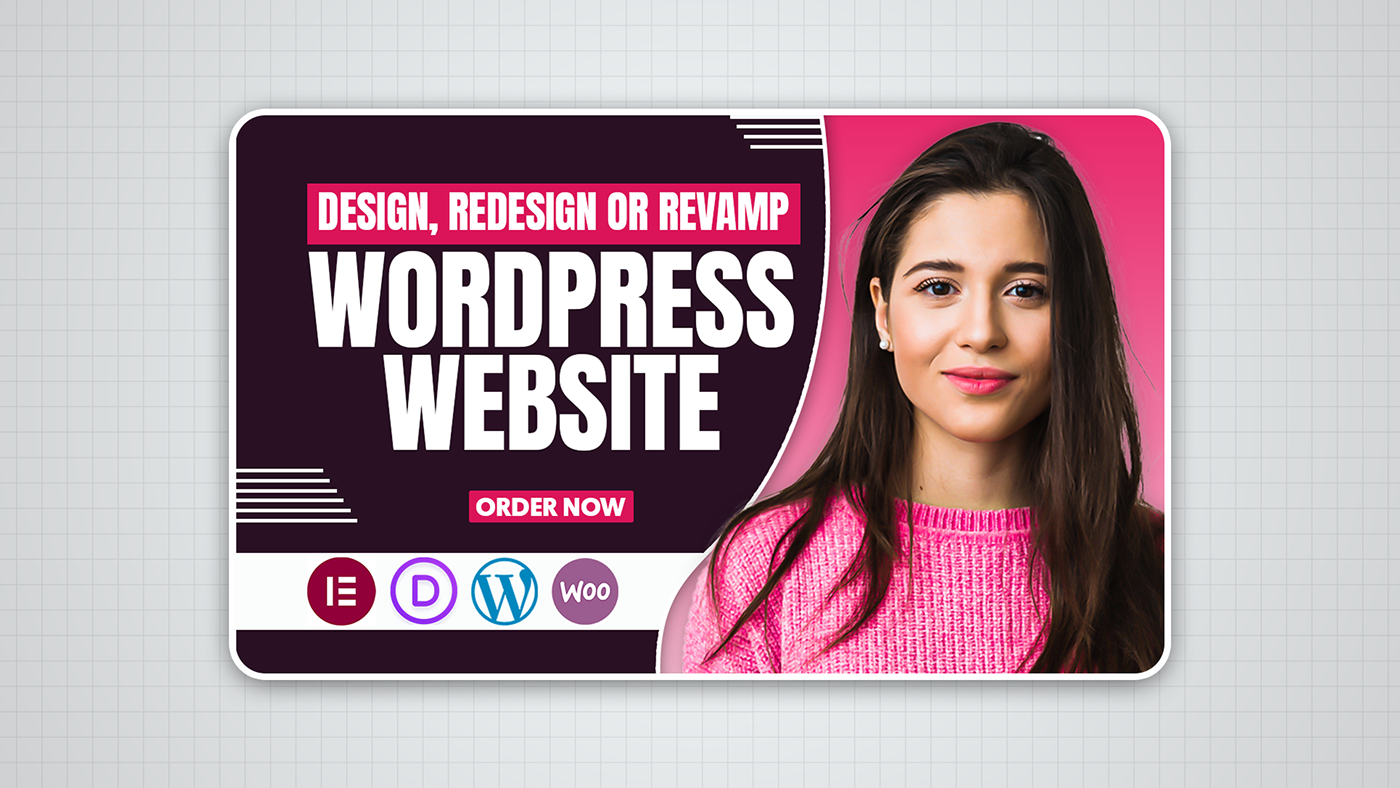 DESIGN, REDESIGN OR REVAMP
WORDPRESS
WEBSITE
ORDER NOW
D
W
Woo